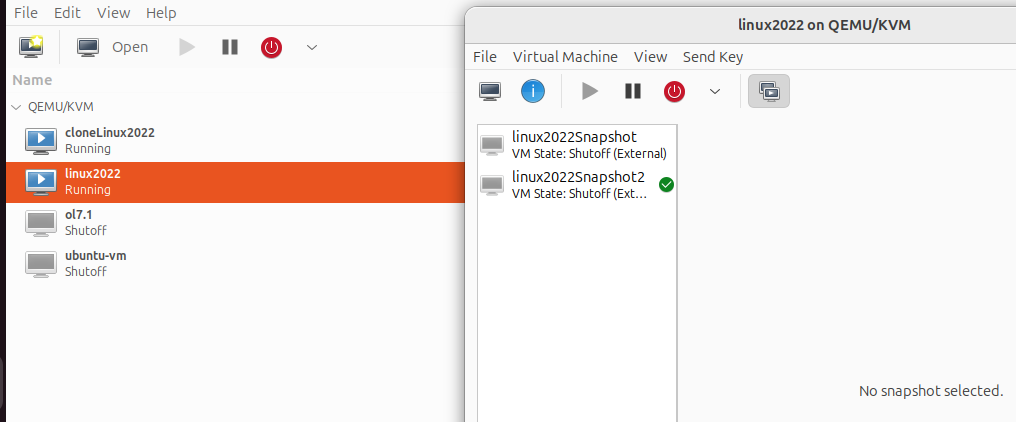 File Edit View Help
Open
Name
QEMU/KVM
cloneLinux2022
Running
linux2022
Running
ol7.1
Shutoff
ubuntu-vm
Shutoff
linux2022 on QEMU/KVM
File Virtual Machine View Send Key
linux2022Snapshot
VM State: Shutoff (External)
linux2022Snapshot2
VM State: Shutoff (Ext...
No snapshot selected.